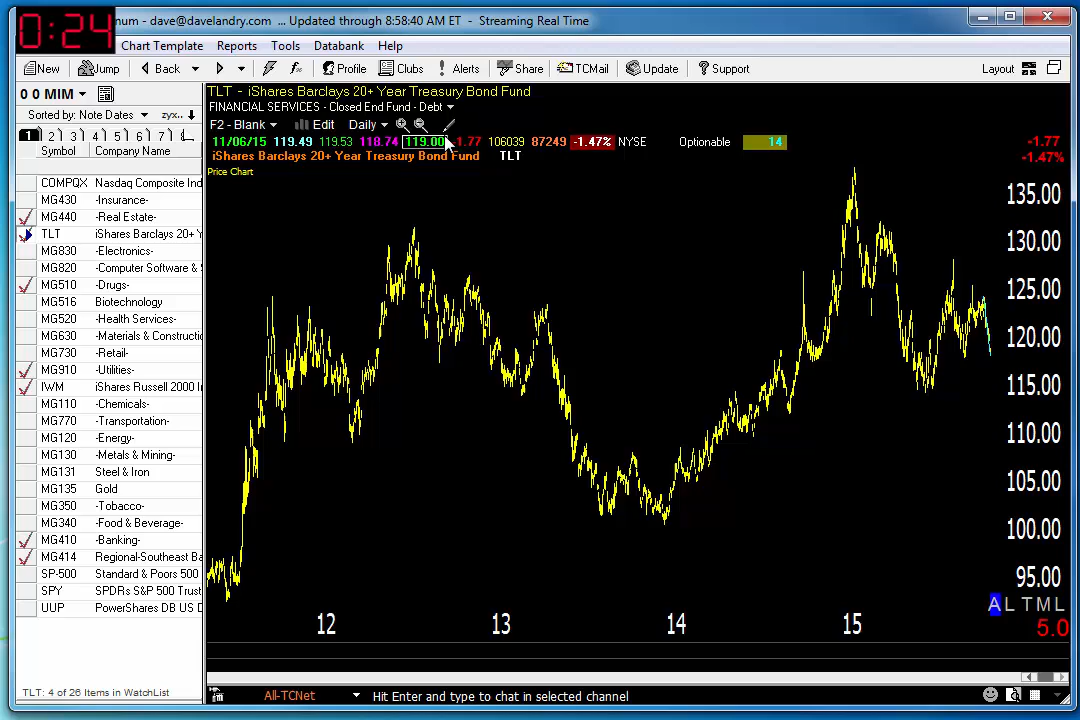 0:24 num - dave@davelandry.com ... Updated through 8:58:40 AM ET - Streaming Real Time
Chart Template Reports Tools Databank Help
New Jump Back Profile Clubs Alerts Share TCMail Update Support Layout
0 0 MIM
Sorted by: Note Dates zyx..
1 2 3 4 5 6 7
Symbol Company Name
COMPQX Nasdaq Composite Ind
MG430 -Insurance-
MG440 -Real Estate-
TLT iShares Barclays 20+ Y
MG830 -Electronics-
MG820 -Computer Software &
MG510 -Drugs-
MG516 Biotechnology
MG520 -Health Services-
MG630 -Materials & Constructi
MG730 -Retail-
MG910 -Utilities-
IWM iShares Russell 2000 In
MG110 -Chemicals-
MG770 -Transportation-
MG120 -Energy-
MG130 -Metals & Mining-
MG131 Steel & Iron
MG135 Gold
MG350 -Tobacco-
MG340 -Food & Beverage-
MG410 -Banking-
MG414 Regional-Southeast Ba
SP-500 Standard & Poors 500
SPY SPDRs S&P 500 Trust
UUP PowerShares DB US D
TLT: 4 of 26 Items in WatchList
TLT - iShares Barclays 20+ Year Treasury Bond Fund
FINANCIAL SERVICES - Closed End Fund - Debt
F2 - Blank Edit Daily
11/06/15 119.49 119.53 118.74 119.00 1.77 106039 87249 -1.47% NYSE Optionable 14 -1.77
iShares Barclays 20+ Year Treasury Bond Fund TLT -1.47%
Price Chart
135.00
130.00
125.00
120.00
115.00
110.00
105.00
100.00
95.00
A L T M L
12 13 14 15 5.0
All-TCNet Hit Enter and type to chat in selected channel